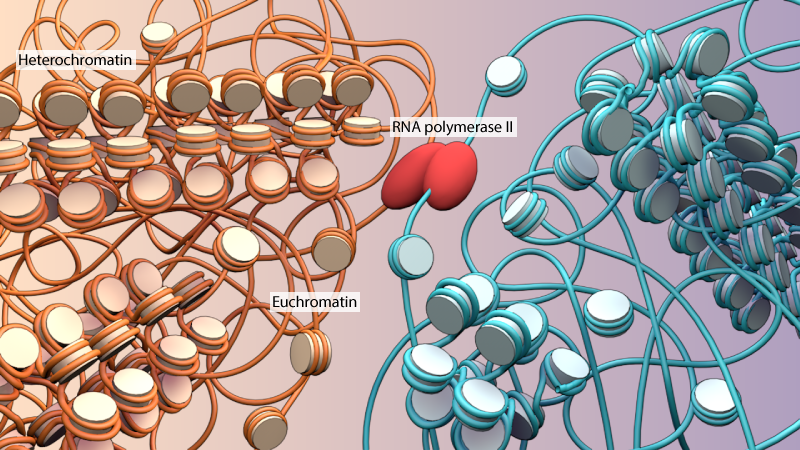 Heterochromatin
RNA polymerase II
Euchromatin